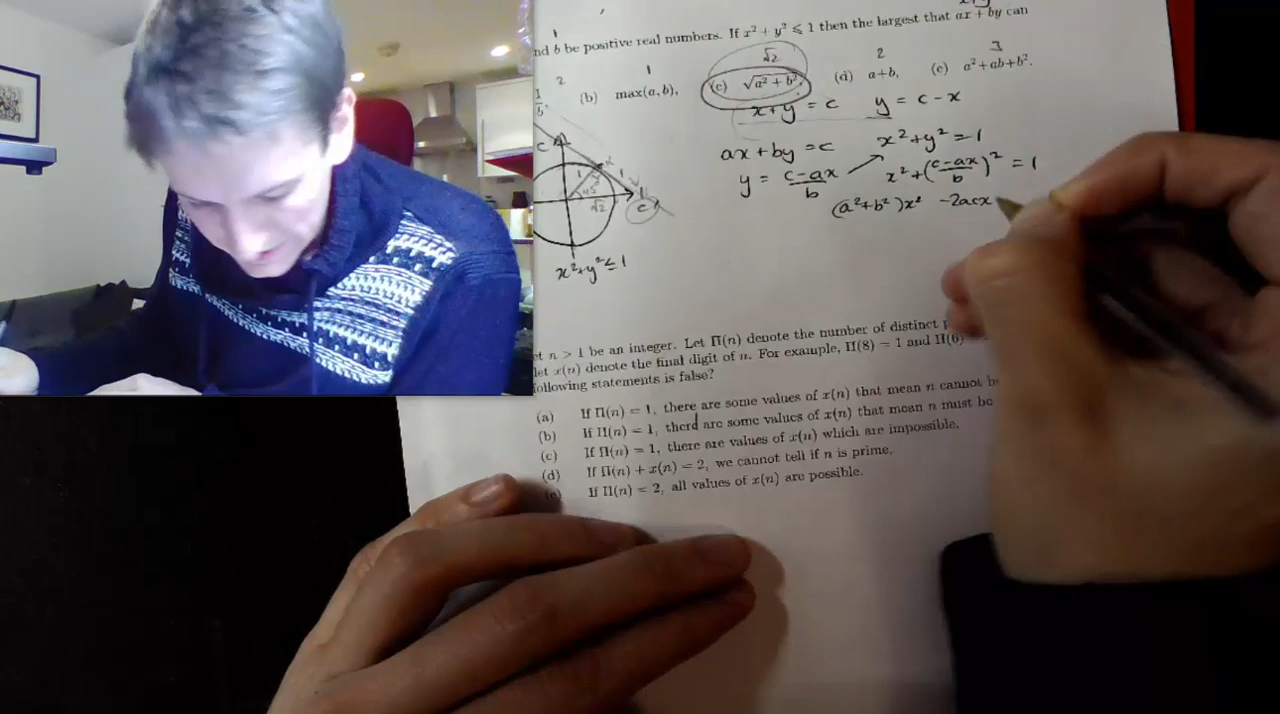 nd b be positive real numbers. If x² + y² ⩽ 1 then the largest that ax + by can
2 1 √2 2 3
1/b, (b) max(a, b), (c) √a² + b², (d) a+b, (e) a²+ab+b².
x+y = c y = c - x
ax + by = c x² + y² = 1
y = (c-ax)/b x² + ((c-ax)/b)² = 1
(a²+b²)x² -2acx
c 1 1 45° √2 c
x²+y² ≤ 1
et n > 1 be an integer. Let Π(n) denote the number of distinct
let x(n) denote the final digit of n. For example, Π(8) = 1 and Π(6)
following statements is false?
(a) If Π(n) = 1, there are some values of x(n) that mean n cannot
(b) If Π(n) = 1, there are some values of x(n) that mean n must be
(c) If Π(n) = 1, there are values of x(n) which are impossible.
(d) If Π(n) + x(n) = 2, we cannot tell if n is prime.
(e) If Π(n) = 2, all values of x(n) are possible.